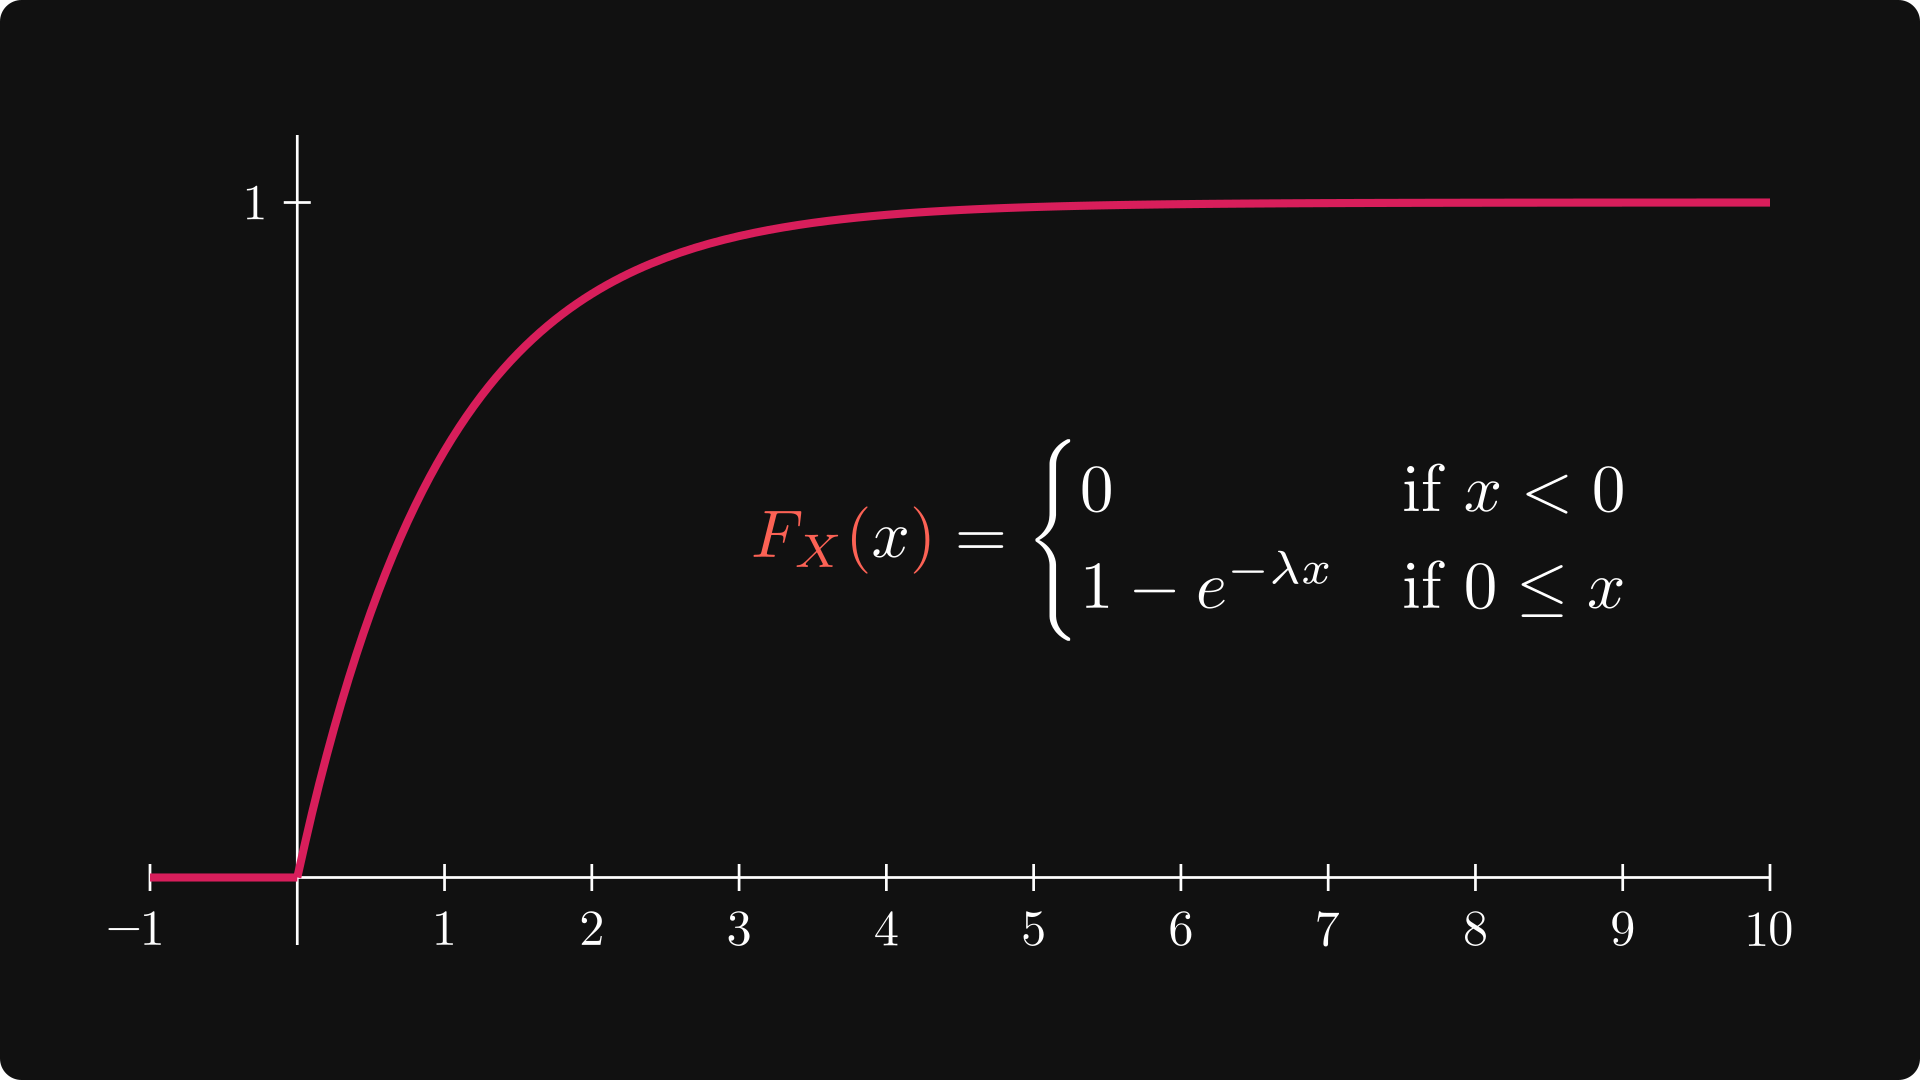 1
F_X(x) = { 0 if x < 0
1 − e^{−λx} if 0 ≤ x
−1 1 2 3 4 5 6 7 8 9 10